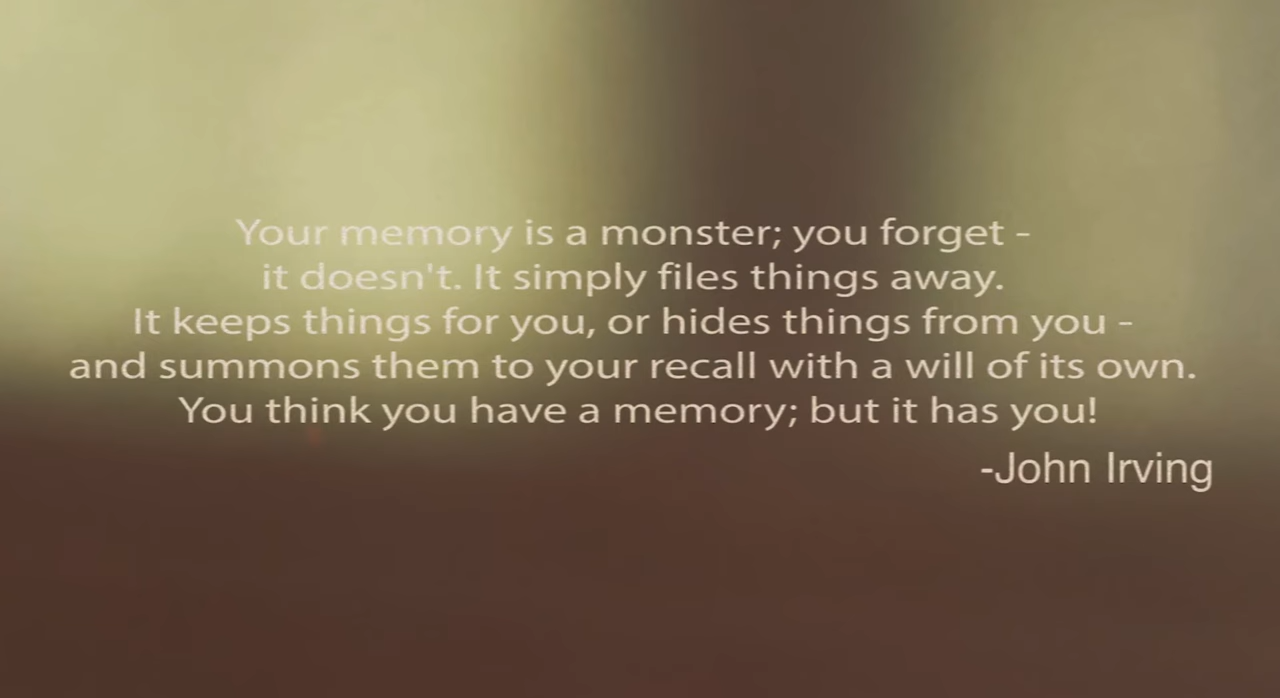 Your memory is a monster; you forget -
it doesn't. It simply files things away.
It keeps things for you, or hides things from you -
and summons them to your recall with a will of its own.
You think you have a memory; but it has you!
-John Irving